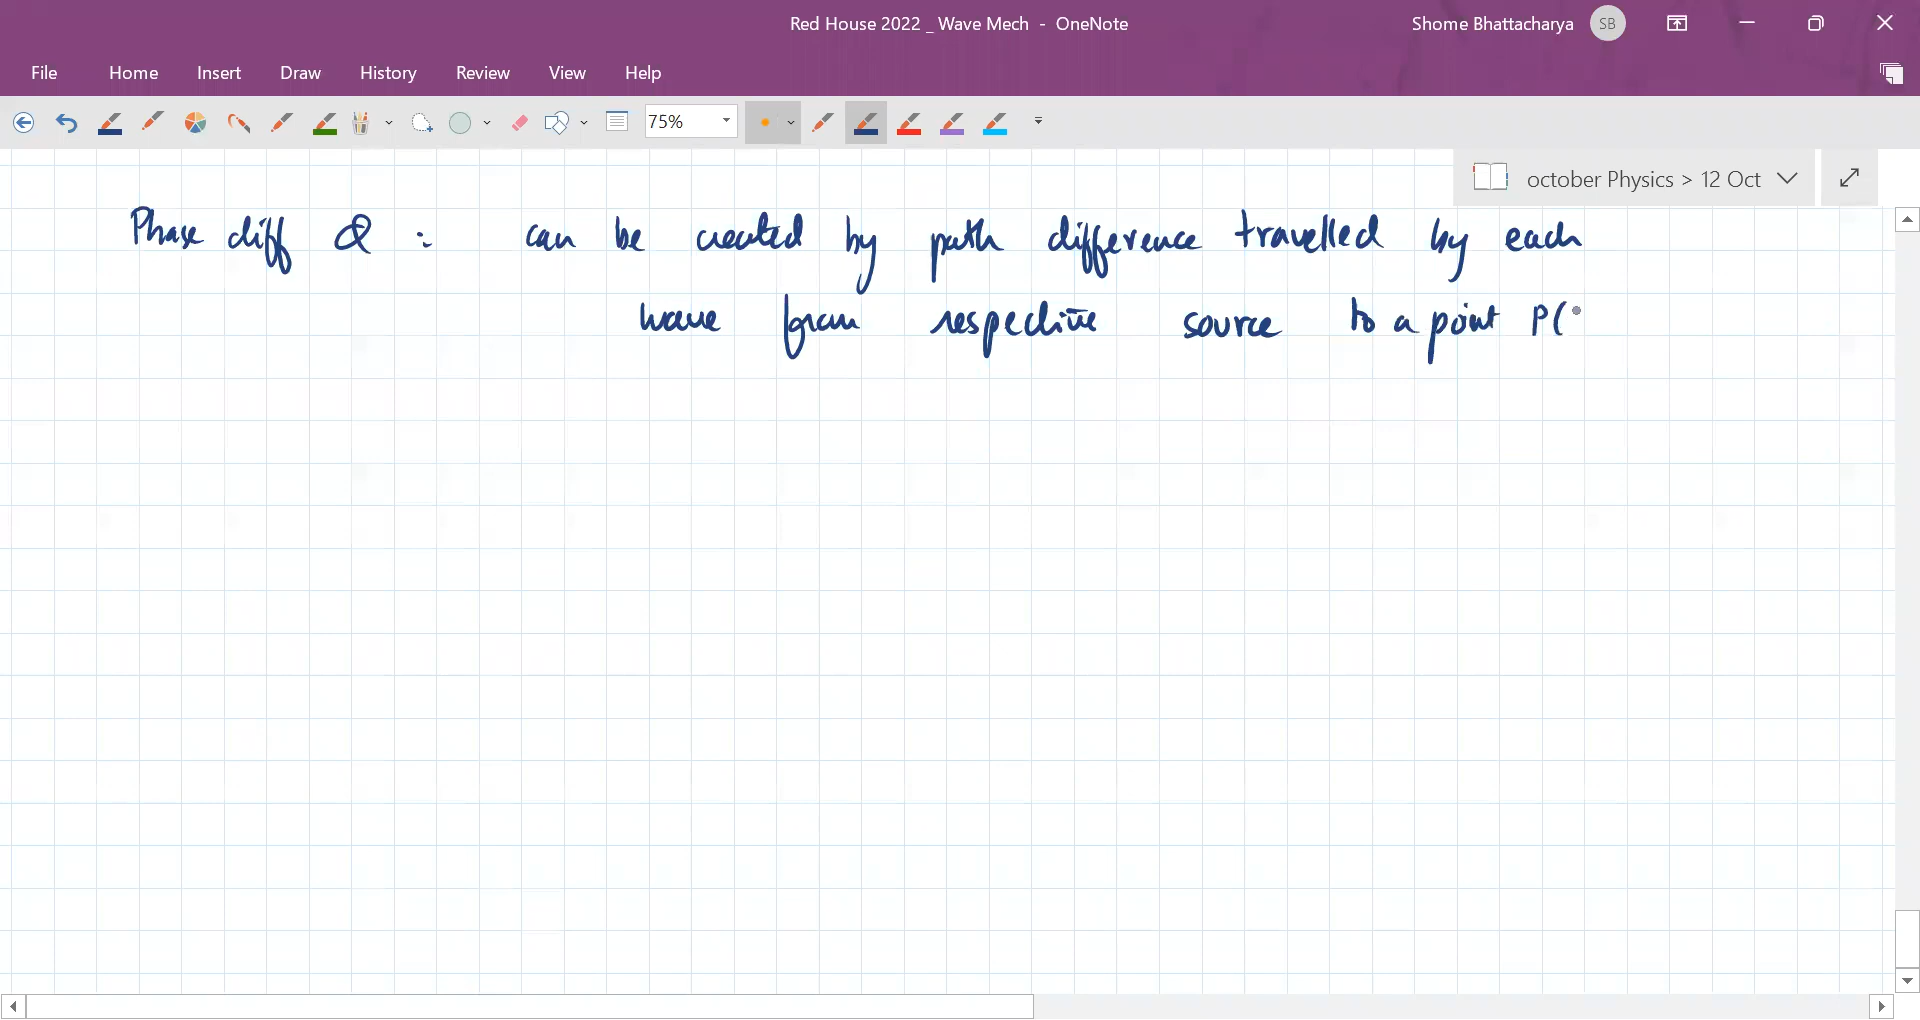 Red House 2022 _ Wave Mech - OneNote
Shome Bhattacharya SB
File Home Insert Draw History Review View Help
75%
october Physics > 12 Oct
Phase diff : can be created by path difference travelled by each
wave from respective source to a point P(